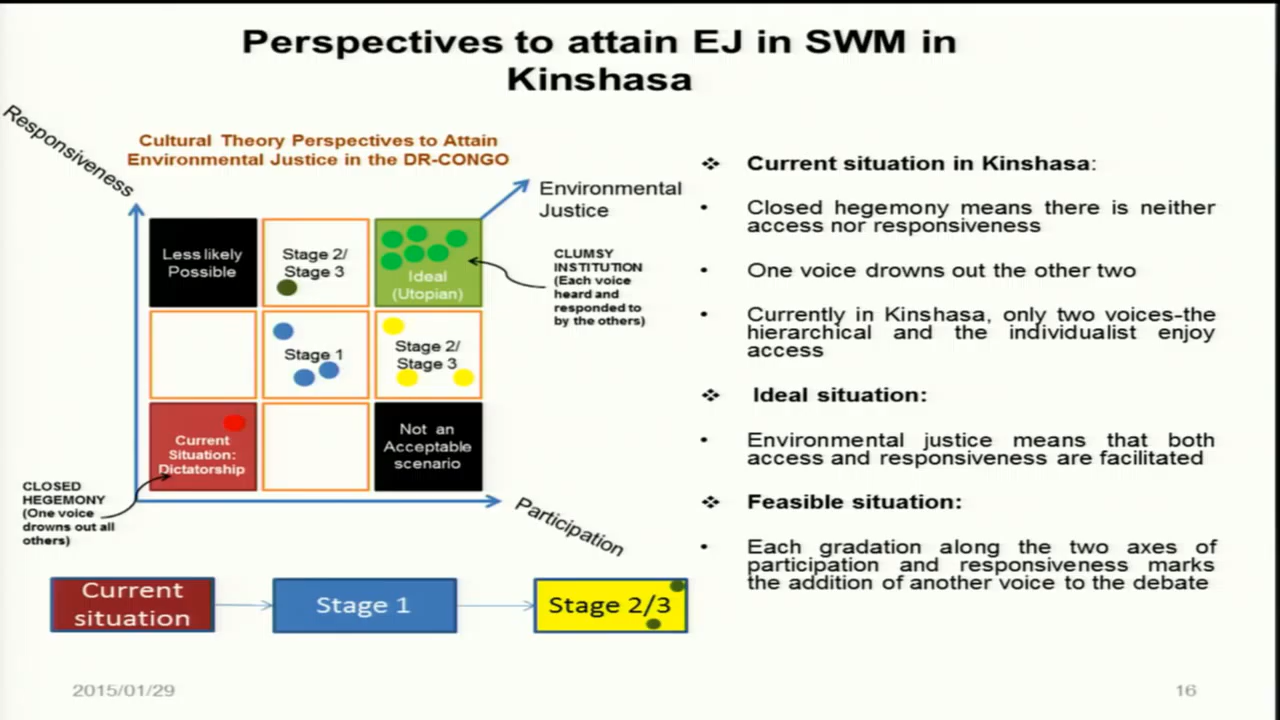 Perspectives to attain EJ in SWM in
Kinshasa
Responsiveness
Cultural Theory Perspectives to Attain
Environmental Justice in the DR-CONGO
Environmental
Justice
Less likely
Possible
Stage 2/
Stage 3
Ideal
(Utopian)
CLUMSY
INSTITUTION
(Each voice
heard and
responded to
by the others)
Stage 1
Stage 2/
Stage 3
Current
Situation:
Dictatorship
Not an
Acceptable
scenario
CLOSED
HEGEMONY
(One voice
drowns out all
others)
Participation
Current
situation
Stage 1
Stage 2/3
❖ Current situation in Kinshasa:
• Closed hegemony means there is neither
access nor responsiveness
• One voice drowns out the other two
• Currently in Kinshasa, only two voices–the
hierarchical and the individualist enjoy
access
❖ Ideal situation:
• Environmental justice means that both
access and responsiveness are facilitated
❖ Feasible situation:
• Each gradation along the two axes of
participation and responsiveness marks
the addition of another voice to the debate
2015/01/29
16